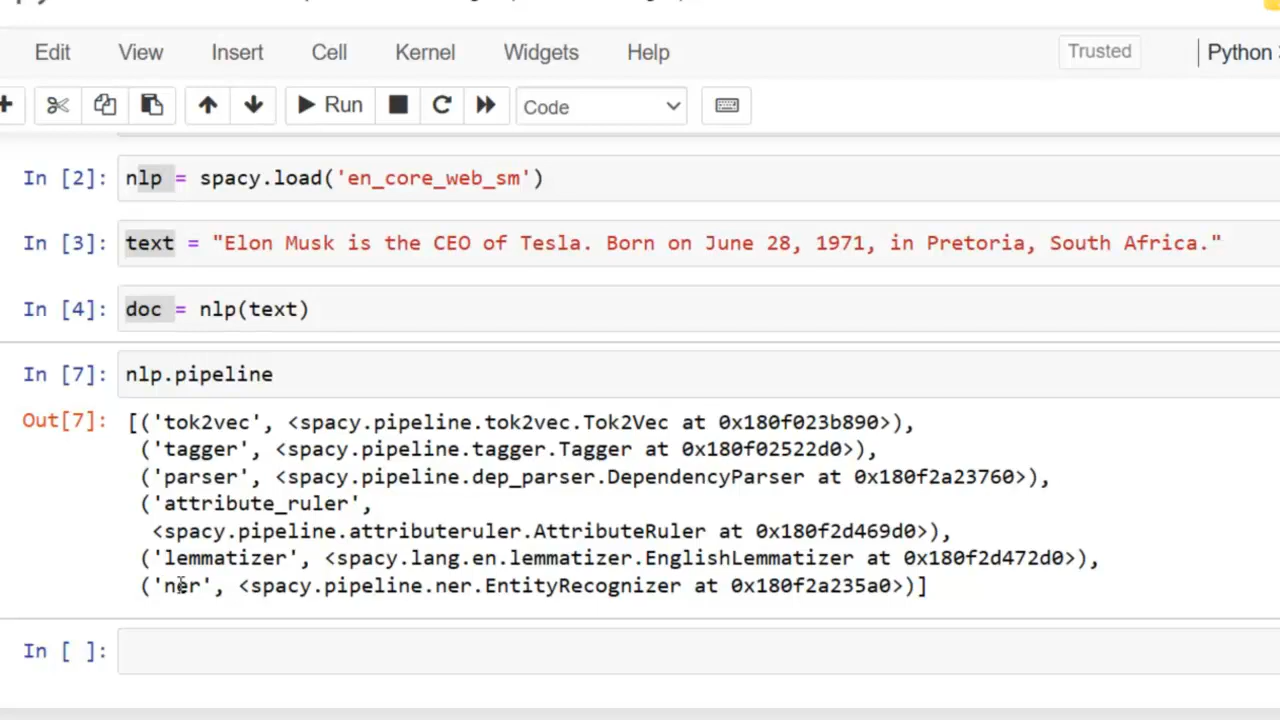 Edit View Insert Cell Kernel Widgets Help Trusted Python
Run Code
In [2]: nlp = spacy.load('en_core_web_sm')
In [3]: text = "Elon Musk is the CEO of Tesla. Born on June 28, 1971, in Pretoria, South Africa."
In [4]: doc = nlp(text)
In [7]: nlp.pipeline
Out[7]: [('tok2vec', <spacy.pipeline.tok2vec.Tok2Vec at 0x180f023b890>),
('tagger', <spacy.pipeline.tagger.Tagger at 0x180f02522d0>),
('parser', <spacy.pipeline.dep_parser.DependencyParser at 0x180f2a23760>),
('attribute_ruler',
<spacy.pipeline.attributeruler.AttributeRuler at 0x180f2d469d0>),
('lemmatizer', <spacy.lang.en.lemmatizer.EnglishLemmatizer at 0x180f2d472d0>),
('ner', <spacy.pipeline.ner.EntityRecognizer at 0x180f2a235a0>)]
In [ ]: